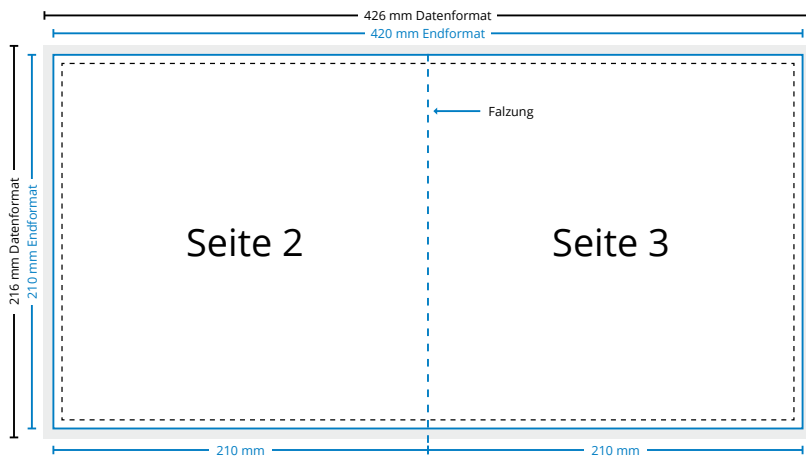 426 mm Datenformat
420 mm Endformat
Falzung
216 mm Datenformat
210 mm Endformat
Seite 2
Seite 3
210 mm
210 mm